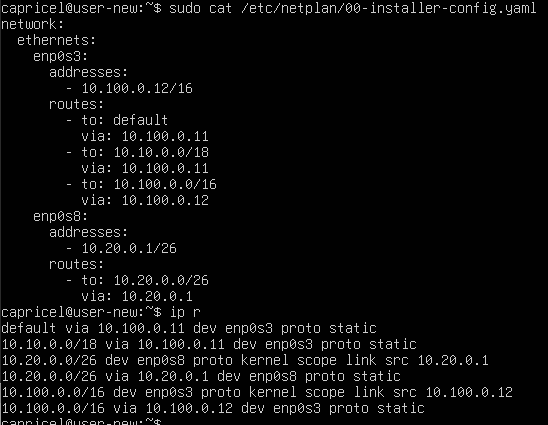 capricel@user-new:~$ sudo cat /etc/netplan/00-installer-config.yaml
network:
  ethernets:
    enp0s3:
      addresses:
        - 10.100.0.12/16
      routes:
        - to: default
          via: 10.100.0.11
        - to: 10.10.0.0/18
          via: 10.100.0.11
        - to: 10.100.0.0/16
          via: 10.100.0.12
    enp0s8:
      addresses:
        - 10.20.0.1/26
      routes:
        - to: 10.20.0.0/26
          via: 10.20.0.1
capricel@user-new:~$ ip r
default via 10.100.0.11 dev enp0s3 proto static
10.10.0.0/18 via 10.100.0.11 dev enp0s3 proto static
10.20.0.0/26 dev enp0s8 proto kernel scope link src 10.20.0.1
10.20.0.0/26 via 10.20.0.1 dev enp0s8 proto static
10.100.0.0/16 dev enp0s3 proto kernel scope link src 10.100.0.12
10.100.0.0/16 via 10.100.0.12 dev enp0s3 proto static
capricel@user-new:~$